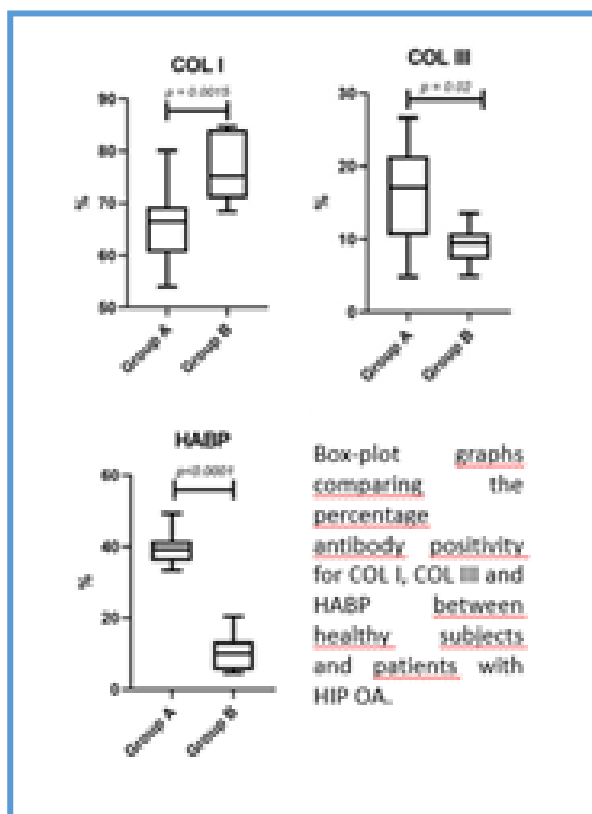 COL I
p = 0.0015
90
80
70
60
50
%
Group A
Group B
COL III
p = 0.03
30
20
10
0
%
Group A
Group B
HABP
p<0.0001
60
40
20
0
%
Group A
Group B
Box-plot graphs
comparing the
percentage
antibody positivity
for COL I, COL III and
HABP between
healthy subjects
and patients with
HIP OA.